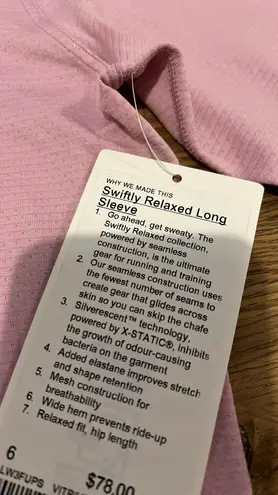 WHY WE MADE THIS
Swiftly Relaxed Long
Sleeve
1. Go ahead, get sweaty. The
Swiftly Relaxed collection,
powered by seamless
construction, is the ultimate
gear for running and training
2. Our seamless construction uses
the fewest number of seams to
create gear that glides across
skin so you can skip the chafe
3. Silverescent™ technology,
powered by X-STATIC®, inhibits
the growth of odour-causing
bacteria on the garment
4. Added elastane improves stretch
and shape retention
5. Mesh construction for
breathability
6. Wide hem prevents ride-up
7. Relaxed fit, hip length
6 $78.00
LW3FUPS